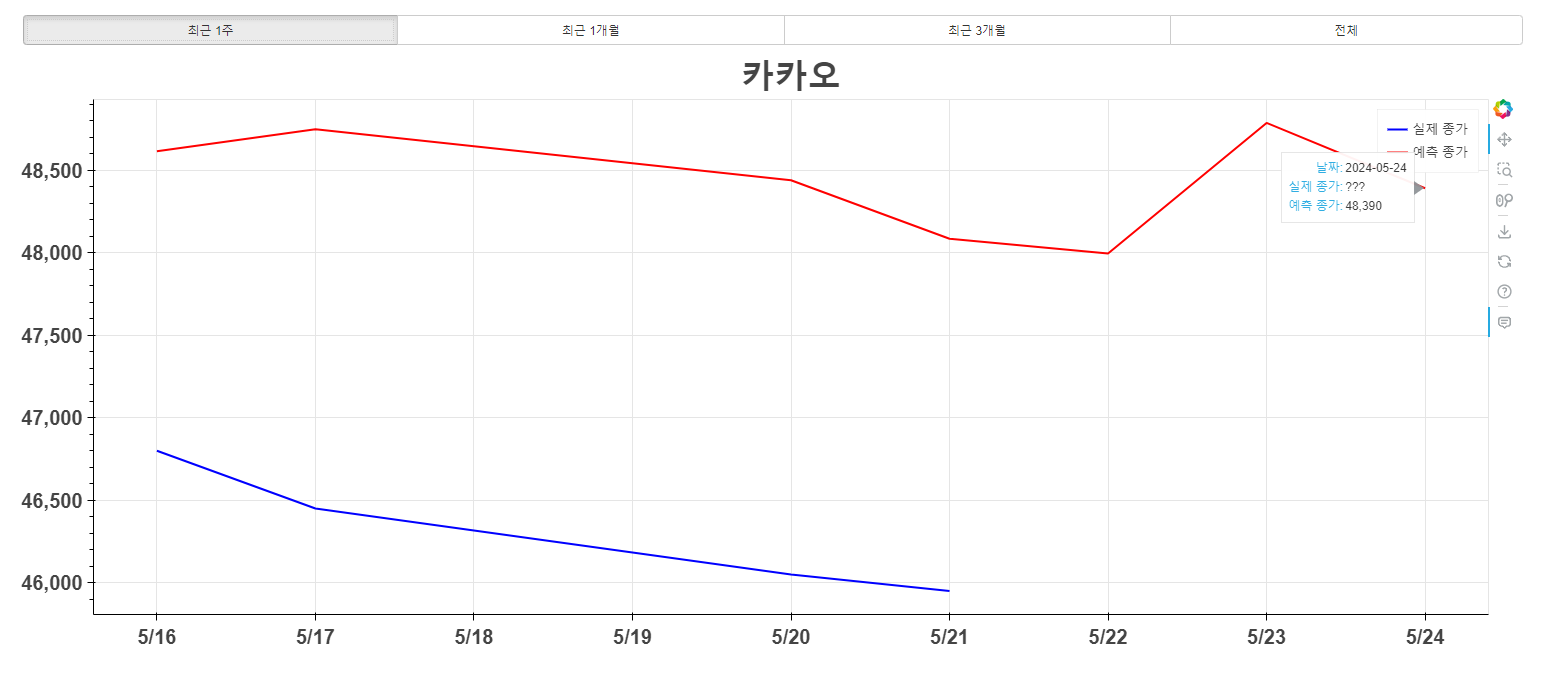 최근 1주
최근 1개월
최근 3개월
전체
카카오
실제 종가
예측 종가
날짜: 2024-05-24
실제 종가: ???
예측 종가: 48,390
48,500
48,000
47,500
47,000
46,500
46,000
5/16
5/17
5/18
5/19
5/20
5/21
5/22
5/23
5/24